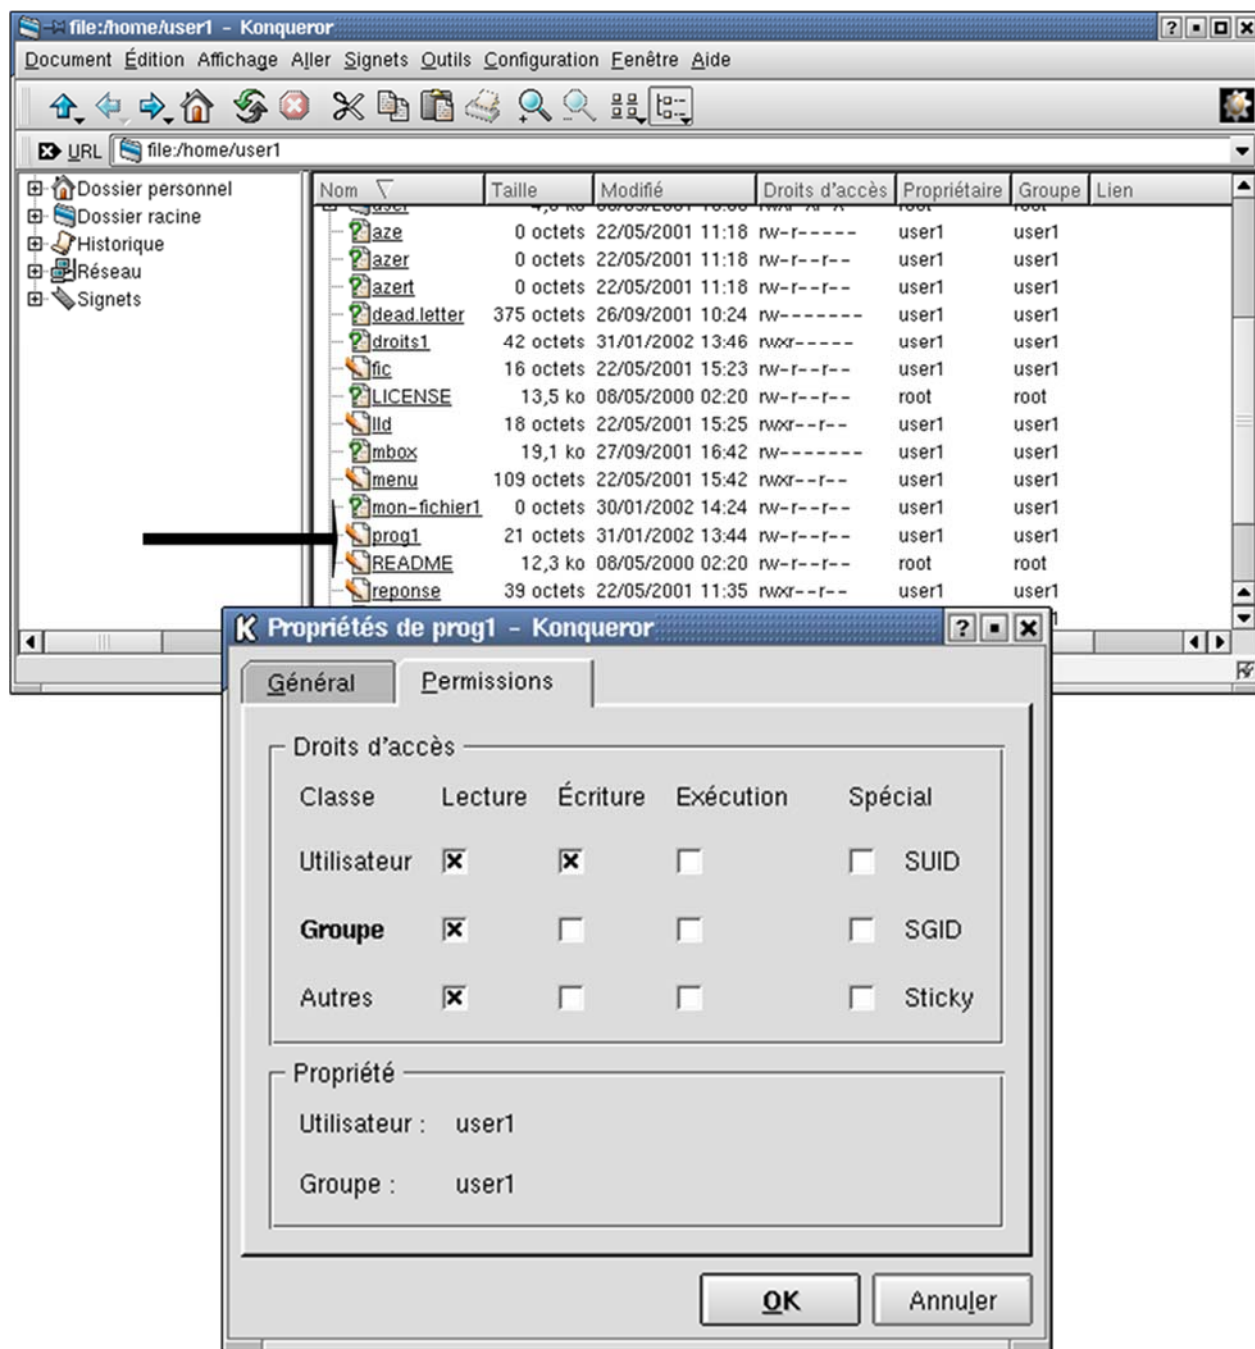 file:/home/user1 - Konqueror
Document Édition Affichage Aller Signets Outils Configuration Fenêtre Aide
URL file:/home/user1
Dossier personnel
Dossier racine
Historique
Réseau
Signets
Nom Taille Modifié Droits d'accès Propriétaire Groupe Lien
aze 0 octets 22/05/2001 11:18 rw-r----- user1 user1
azer 0 octets 22/05/2001 11:18 rw-r--r-- user1 user1
azert 0 octets 22/05/2001 11:18 rw-r--r-- user1 user1
dead.letter 375 octets 26/09/2001 10:24 rw------- user1 user1
droits1 42 octets 31/01/2002 13:46 rwxr----- user1 user1
fic 16 octets 22/05/2001 15:23 rw-r--r-- user1 user1
LICENSE 13,5 ko 08/05/2000 02:20 rw-r--r-- root root
lld 18 octets 22/05/2001 15:25 rwxr--r-- user1 user1
mbox 19,1 ko 27/09/2001 16:42 rw------- user1 user1
menu 109 octets 22/05/2001 15:42 rwxr--r-- user1 user1
mon-fichier1 0 octets 30/01/2002 14:24 rw-r--r-- user1 user1
prog1 21 octets 31/01/2002 13:44 rw-r--r-- user1 user1
README 12,3 ko 08/05/2000 02:20 rw-r--r-- root root
reponse 39 octets 22/05/2001 11:35 rwxr--r-- user1 user1
Propriétés de prog1 - Konqueror
Général Permissions
Droits d'accès
Classe Lecture Écriture Exécution Spécial
Utilisateur SUID
Groupe SGID
Autres Sticky
Propriété
Utilisateur : user1
Groupe : user1
OK Annuler